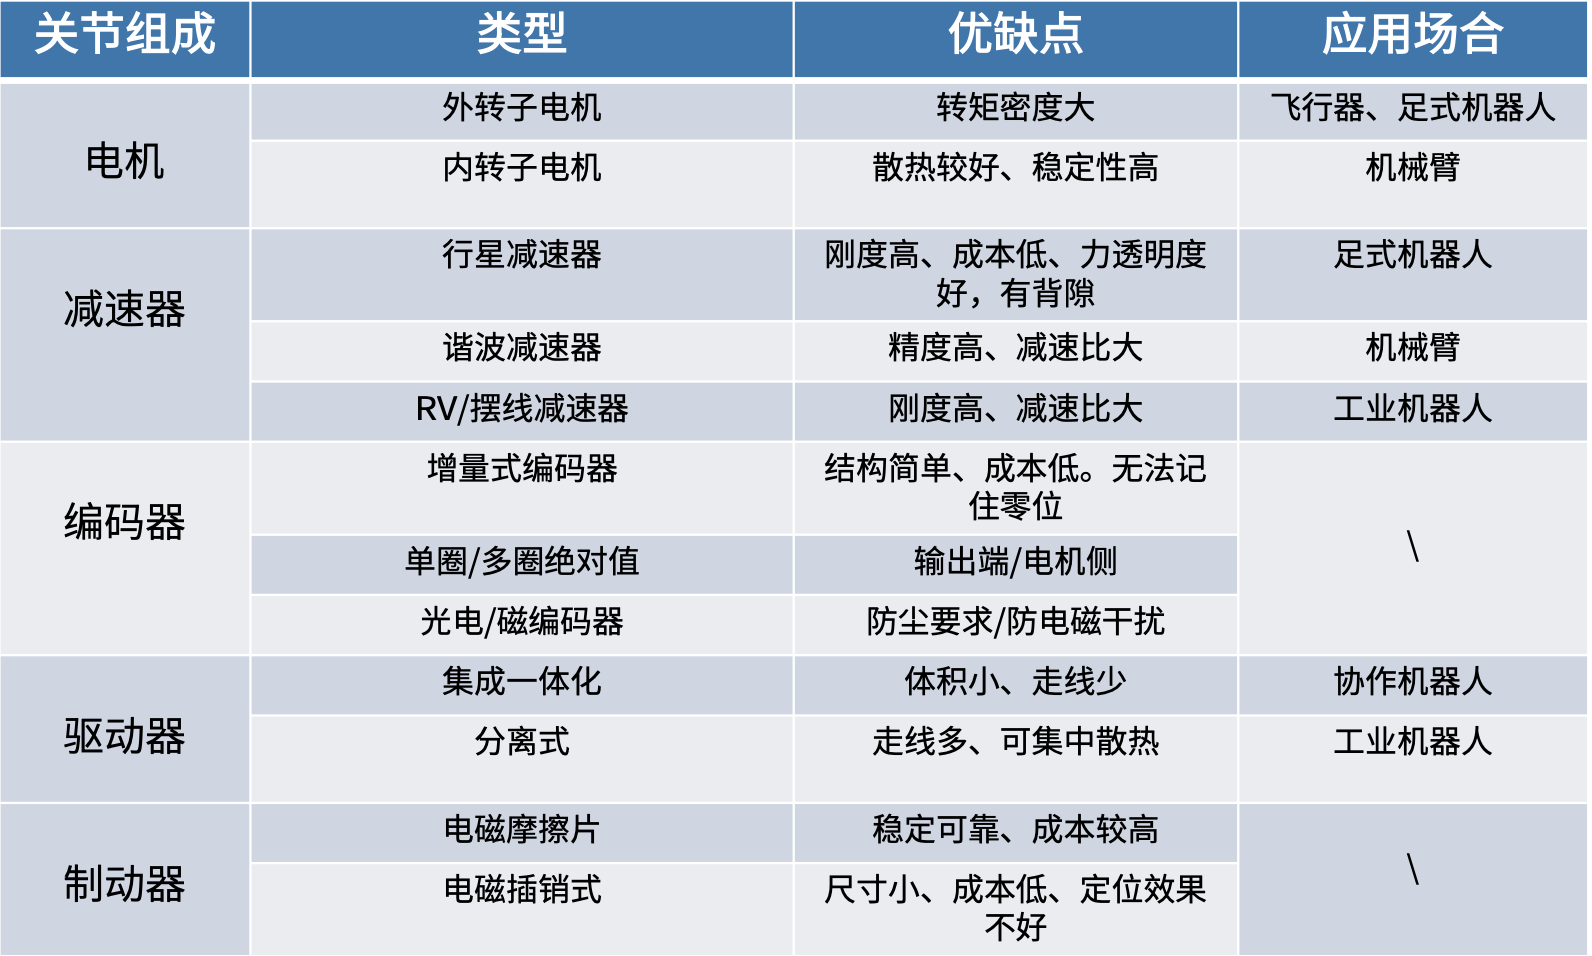 关节组成 类型 优缺点 应用场合
电机
外转子电机 转矩密度大 飞行器、足式机器人
内转子电机 散热较好、稳定性高 机械臂
减速器
行星减速器 刚度高、成本低、力透明度
好，有背隙 足式机器人
谐波减速器 精度高、减速比大 机械臂
RV/摆线减速器 刚度高、减速比大 工业机器人
编码器
增量式编码器 结构简单、成本低。无法记
住零位 \
单圈/多圈绝对值 输出端/电机侧
光电/磁编码器 防尘要求/防电磁干扰
驱动器
集成一体化 体积小、走线少 协作机器人
分离式 走线多、可集中散热 工业机器人
制动器
电磁摩擦片 稳定可靠、成本较高 \
电磁插销式 尺寸小、成本低、定位效果
不好